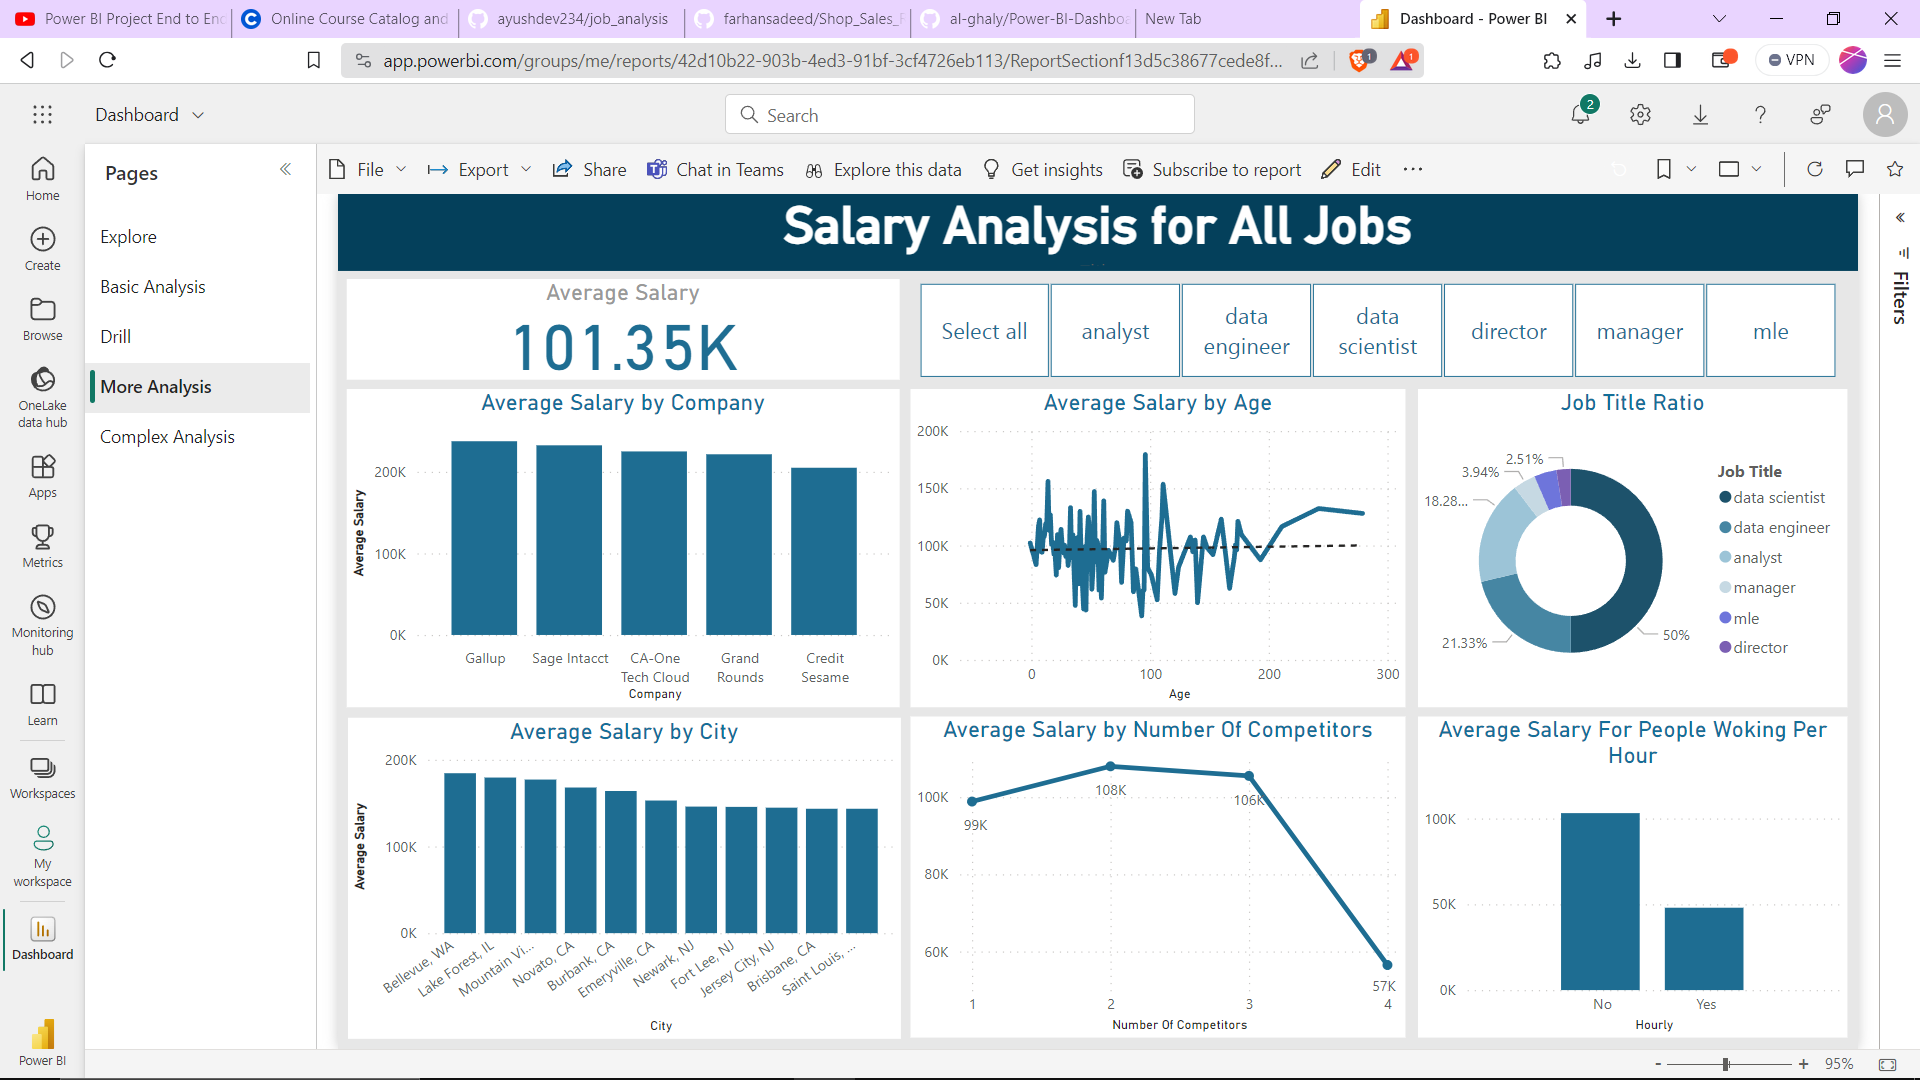 Power BI Project End to End
Online Course Catalog and
ayushdev234/job_analysis
farhansadeed/Shop_Sales_
al-ghaly/Power-BI-Dashboa
New Tab
Dashboard - Power BI
app.powerbi.com/groups/me/reports/42d10b22-903b-4ed3-91bf-3cf4726eb113/ReportSectionf13d5c38677cede8f...
1
1
VPN
Dashboard
Search
2
Home
Create
Browse
OneLake
data hub
Apps
Metrics
Monitoring
hub
Learn
Workspaces
My
workspace
Dashboard
Power BI
Pages
Explore
Basic Analysis
Drill
More Analysis
Complex Analysis
File
Export
Share
Chat in Teams
Explore this data
Get insights
Subscribe to report
Edit
Filters
Salary Analysis for All Jobs
Average Salary
101.35K
Select all
analyst
data
engineer
data
scientist
director
manager
mle
Average Salary by Company
Average Salary
200K
100K
0K
Gallup
Sage Intacct
CA-One
Tech Cloud
Grand
Rounds
Credit
Sesame
Company
Average Salary by Age
200K
150K
100K
50K
0K
0
100
200
300
Age
Job Title Ratio
2.51%
3.94%
18.28...
21.33%
50%
Job Title
data scientist
data engineer
analyst
manager
mle
director
Average Salary by City
Average Salary
200K
100K
0K
Bellevue, WA
Lake Forest, IL
Mountain Vi...
Novato, CA
Burbank, CA
Emeryville, CA
Newark, NJ
Fort Lee, NJ
Jersey City, NJ
Brisbane, CA
Saint Louis, ...
City
Average Salary by Number Of Competitors
100K
80K
60K
99K
108K
106K
57K
1
2
3
4
Number Of Competitors
Average Salary For People Woking Per
Hour
100K
50K
0K
No
Yes
Hourly
95%